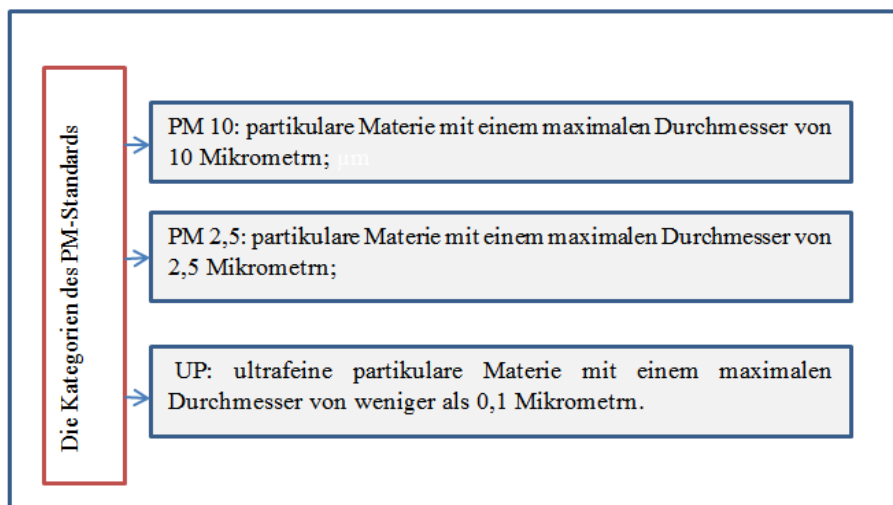 Die Kategorien des PM-Standards
PM 10: partikulare Materie mit einem maximalen Durchmesser von
10 Mikrometrn; µm
PM 2,5: partikulare Materie mit einem maximalen Durchmesser von
2,5 Mikrometrn;
UP: ultrafeine partikulare Materie mit einem maximalen
Durchmesser von weniger als 0,1 Mikrometrn.